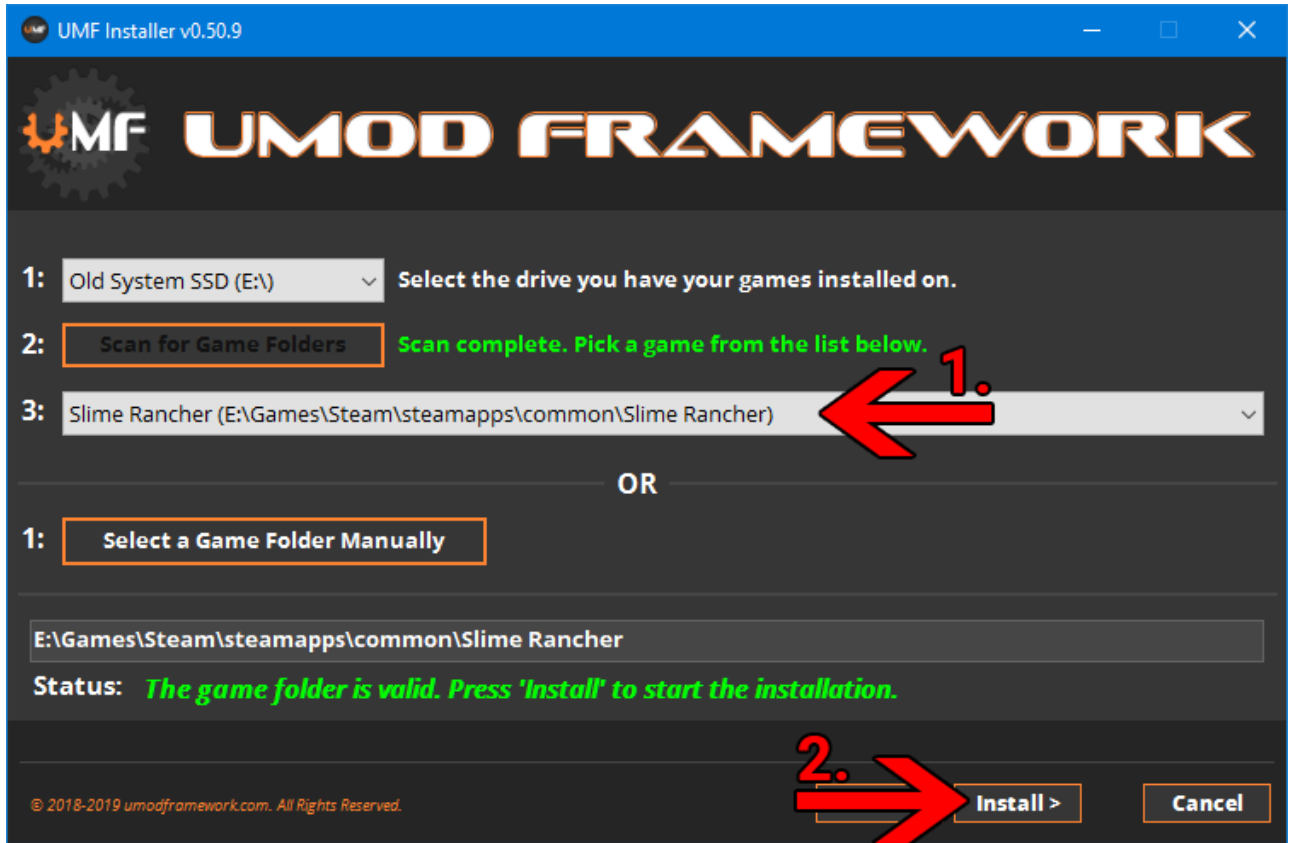 UMF Installer v0.50.9
UMF UMOD FRAMEWORK
1: Old System SSD (E:\) Select the drive you have your games installed on.
2: Scan for Game Folders Scan complete. Pick a game from the list below.
1.
3: Slime Rancher (E:\Games\Steam\steamapps\common\Slime Rancher)
OR
1: Select a Game Folder Manually
E:\Games\Steam\steamapps\common\Slime Rancher
Status: The game folder is valid. Press 'Install' to start the installation.
2.
© 2018-2019 umodframework.com. All Rights Reserved. Install > Cancel